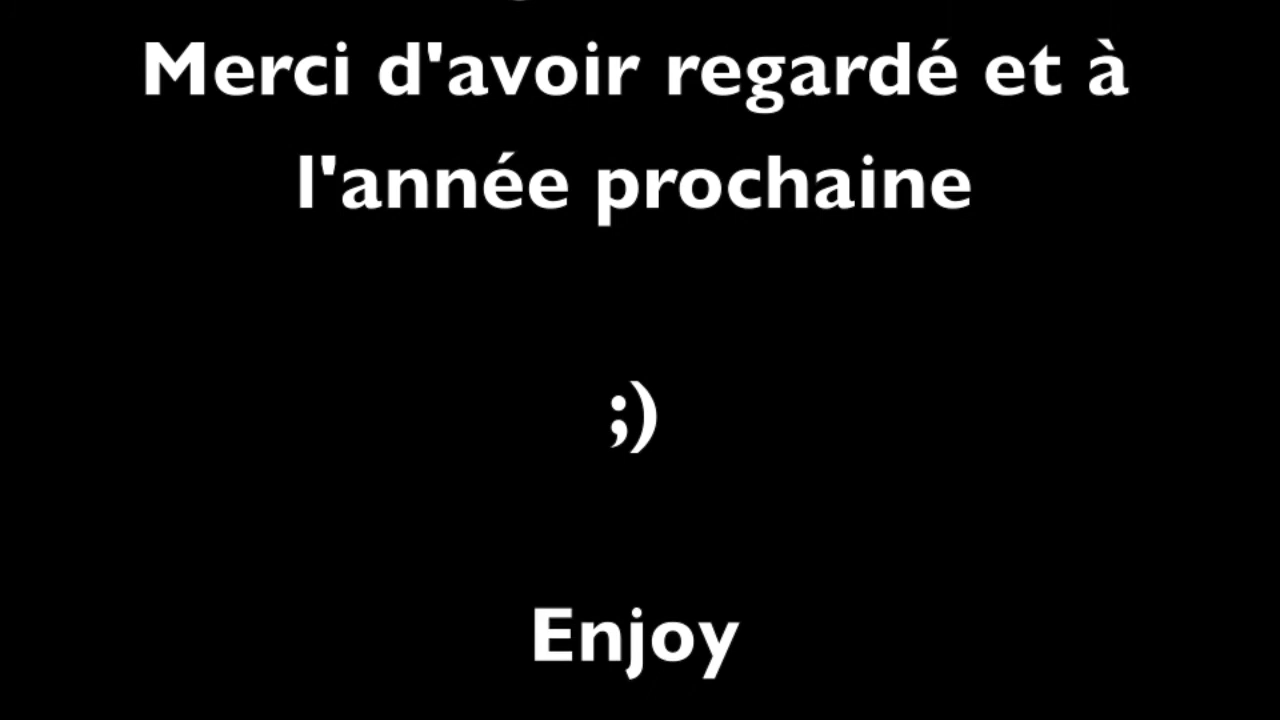 Merci d'avoir regardé et à
l'année prochaine
;)
Enjoy